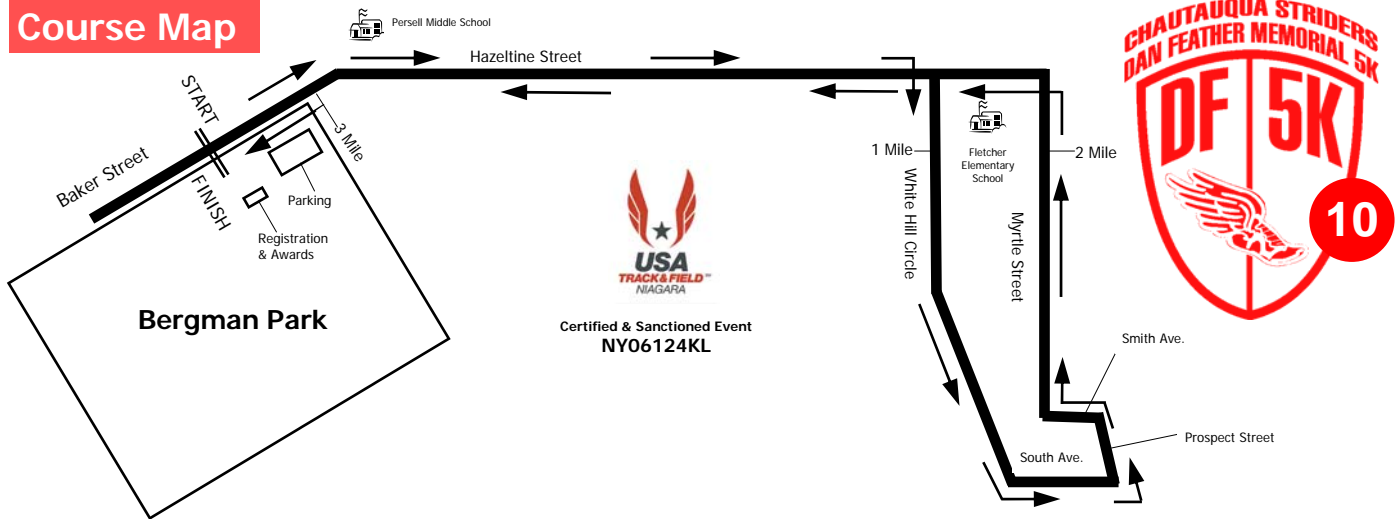 Course Map
Persell Middle School
Hazeltine Street
START
FINISH
Baker Street
3 Mile
Parking
Registration
& Awards
Bergman Park
USA
TRACK & FIELD™
NIAGARA
Certified & Sanctioned Event
NY06124KL
1 Mile
White Hill Circle
Fletcher
Elementary
School
2 Mile
Myrtle Street
Smith Ave.
Prospect Street
South Ave.
CHAUTAUQUA STRIDERS
DAN FEATHER MEMORIAL 5K
DF 5K
10